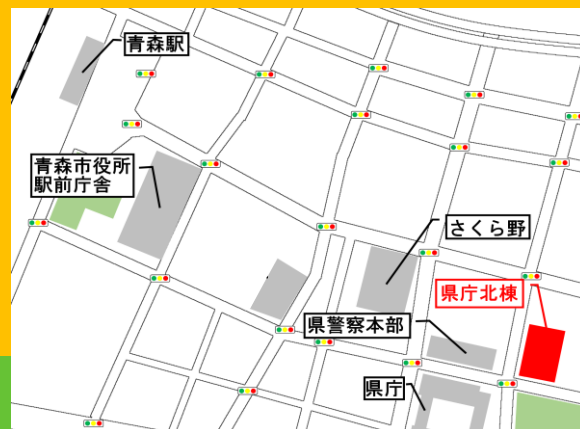 青森駅
青森市役所
駅前庁舎
さくら野
県庁北棟
県警察本部
県庁